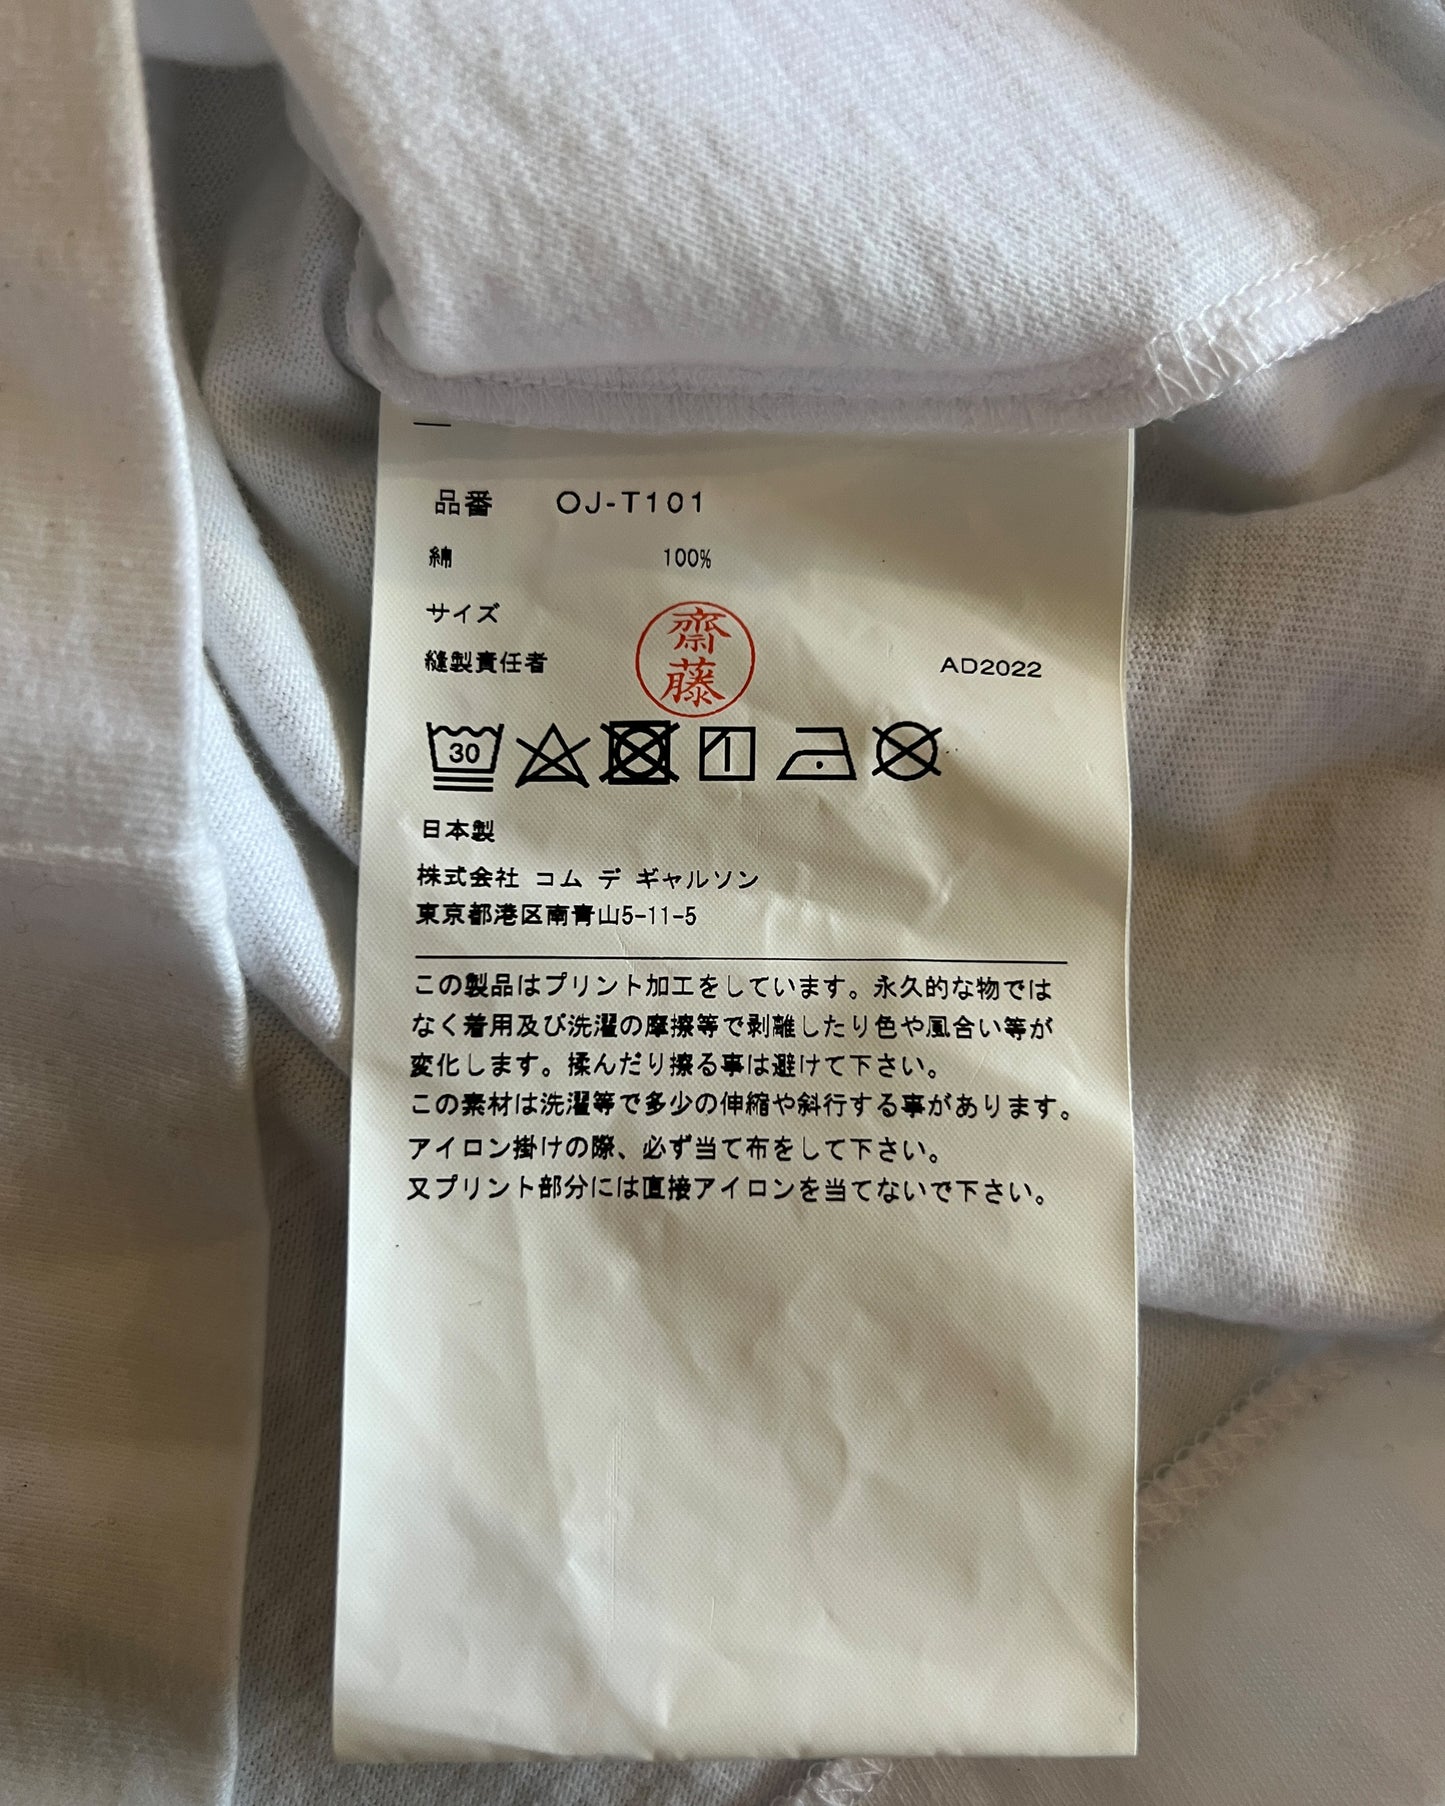 品番 OJ-T101
綿 100%
サイズ
縫製責任者 齋藤 AD2022
30
日本製
株式会社 コム デ ギャルソン
東京都港区南青山5-11-5
この製品はプリント加工をしています。永久的な物では
なく着用及び洗濯の摩擦等で剥離したり色や風合い等が
変化します。揉んだり擦る事は避けて下さい。
この素材は洗濯等で多少の伸縮や斜行する事があります。
アイロン掛けの際、必ず当て布をして下さい。
又プリント部分には直接アイロンを当てないで下さい。